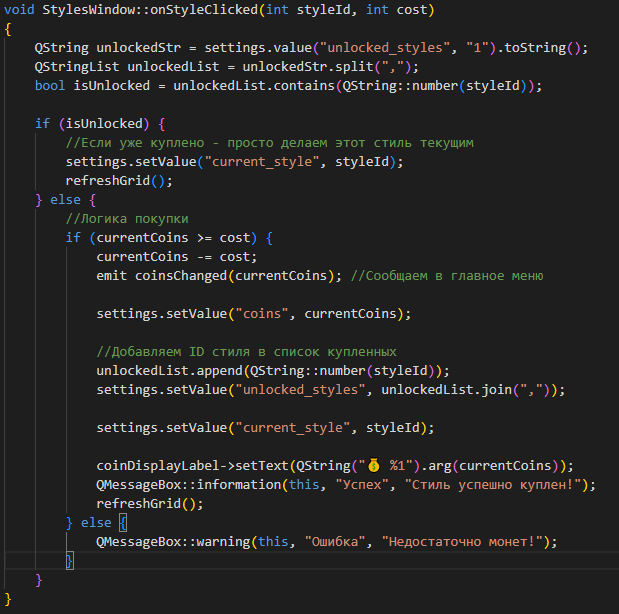 void StylesWindow::onStyleClicked(int styleId, int cost)
{
    QString unlockedStr = settings.value("unlocked_styles", "1").toString();
    QStringList unlockedList = unlockedStr.split(",");
    bool isUnlocked = unlockedList.contains(QString::number(styleId));

    if (isUnlocked) {
        //Если уже куплено - просто делаем этот стиль текущим
        settings.setValue("current_style", styleId);
        refreshGrid();
    } else {
        //Логика покупки
        if (currentCoins >= cost) {
            currentCoins -= cost;
            emit coinsChanged(currentCoins); //Сообщаем в главное меню

            settings.setValue("coins", currentCoins);

            //Добавляем ID стиля в список купленных
            unlockedList.append(QString::number(styleId));
            settings.setValue("unlocked_styles", unlockedList.join(","));

            settings.setValue("current_style", styleId);

            coinDisplayLabel->setText(QString("💰 %1").arg(currentCoins));
            QMessageBox::information(this, "Успех", "Стиль успешно куплен!");
            refreshGrid();
        } else {
            QMessageBox::warning(this, "Ошибка", "Недостаточно монет!");
        }
    }
}